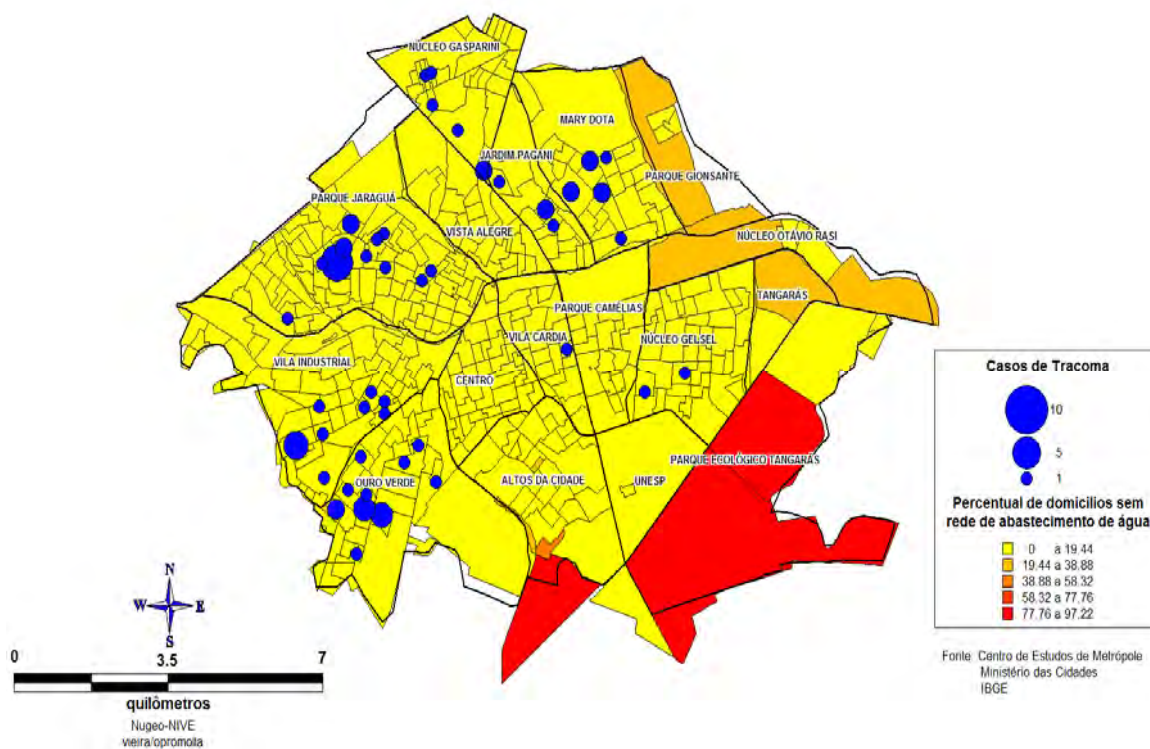 NÚCLEO GASPARINI
MARY DOTA
JARDIM PAGANI
PARQUE GIONSANTE
PARQUE JARAGUÁ
VISTA ALEGRE
NÚCLEO OTÁVIO RASI
TANGARÁS
PARQUE CAMÉLIAS
VILA CARDIA
NÚCLEO GELSEL
VILA INDUSTRIAL
CENTRO
PARQUE ECOLÓGICO TANGARÁS
OURO VERDE
ALTOS DA CIDADE
UNESP
Casos de Tracoma
10
5
1
Percentual de domicilios sem
rede de abastecimento de água
0 a 19.44
19.44 a 38.88
38.88 a 58.32
58.32 a 77.76
77.76 a 97.22
N
W E
S
0 3.5 7
quilômetros
Nugeo-NIVE
vieira/opromolla
Fonte Centro de Estudos de Metrópole
Ministério das Cidades
IBGE